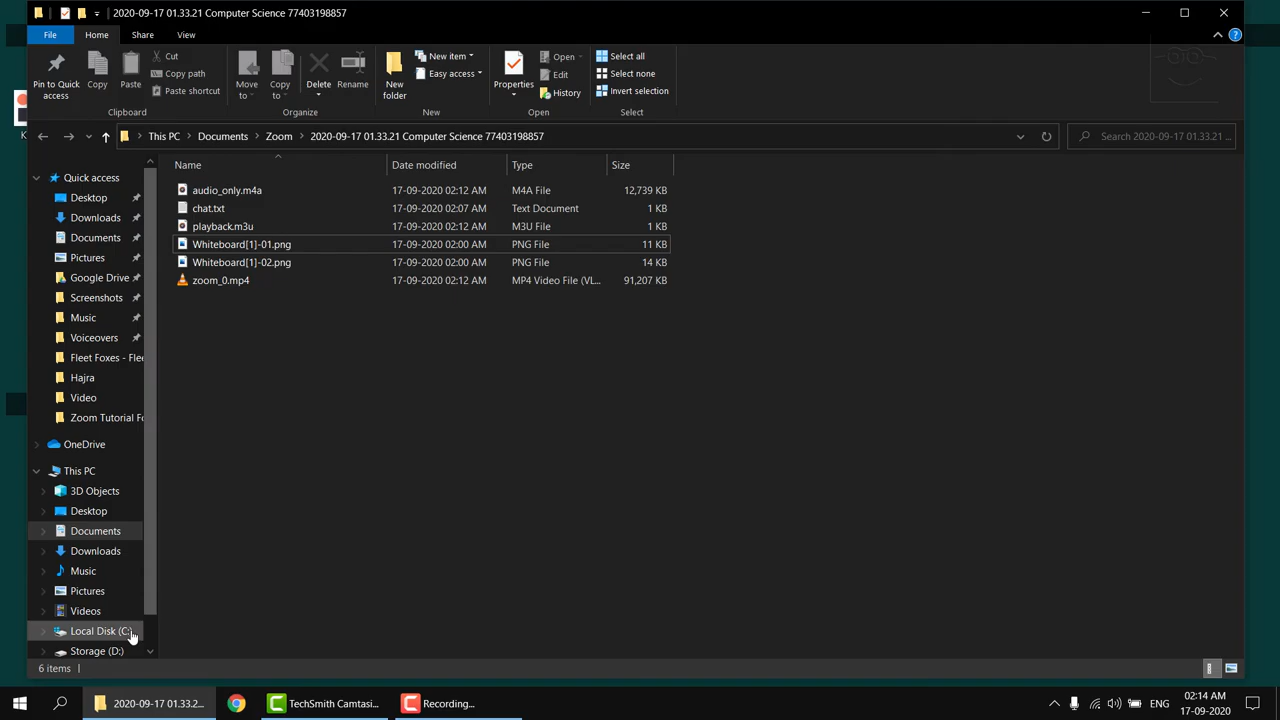 2020-09-17 01.33.21 Computer Science 77403198857
File
Home
Share
View
Pin to Quick access
Copy
Paste
Cut
Copy path
Paste shortcut
Clipboard
Move to
Copy to
Delete
Rename
Organize
New folder
New item
Easy access
New
Properties
Open
Edit
History
Open
Select all
Select none
Invert selection
Select
This PC
Documents
Zoom
2020-09-17 01.33.21 Computer Science 77403198857
Search 2020-09-17 01.33.21 ...
Name
Date modified
Type
Size
audio_only.m4a 17-09-2020 02:12 AM M4A File 12,739 KB
chat.txt 17-09-2020 02:07 AM Text Document 1 KB
playback.m3u 17-09-2020 02:12 AM M3U File 1 KB
Whiteboard[1]-01.png 17-09-2020 02:00 AM PNG File 11 KB
Whiteboard[1]-02.png 17-09-2020 02:00 AM PNG File 14 KB
zoom_0.mp4 17-09-2020 02:12 AM MP4 Video File (VL... 91,207 KB
Quick access
Desktop
Downloads
Documents
Pictures
Google Drive
Screenshots
Music
Voiceovers
Fleet Foxes - Flee
Hajra
Video
Zoom Tutorial Fo
OneDrive
This PC
3D Objects
Desktop
Documents
Downloads
Music
Pictures
Videos
Local Disk (C:)
Storage (D:)
6 items
2020-09-17 01.33.2...
TechSmith Camtasi...
Recording...
ENG
02:14 AM
17-09-2020